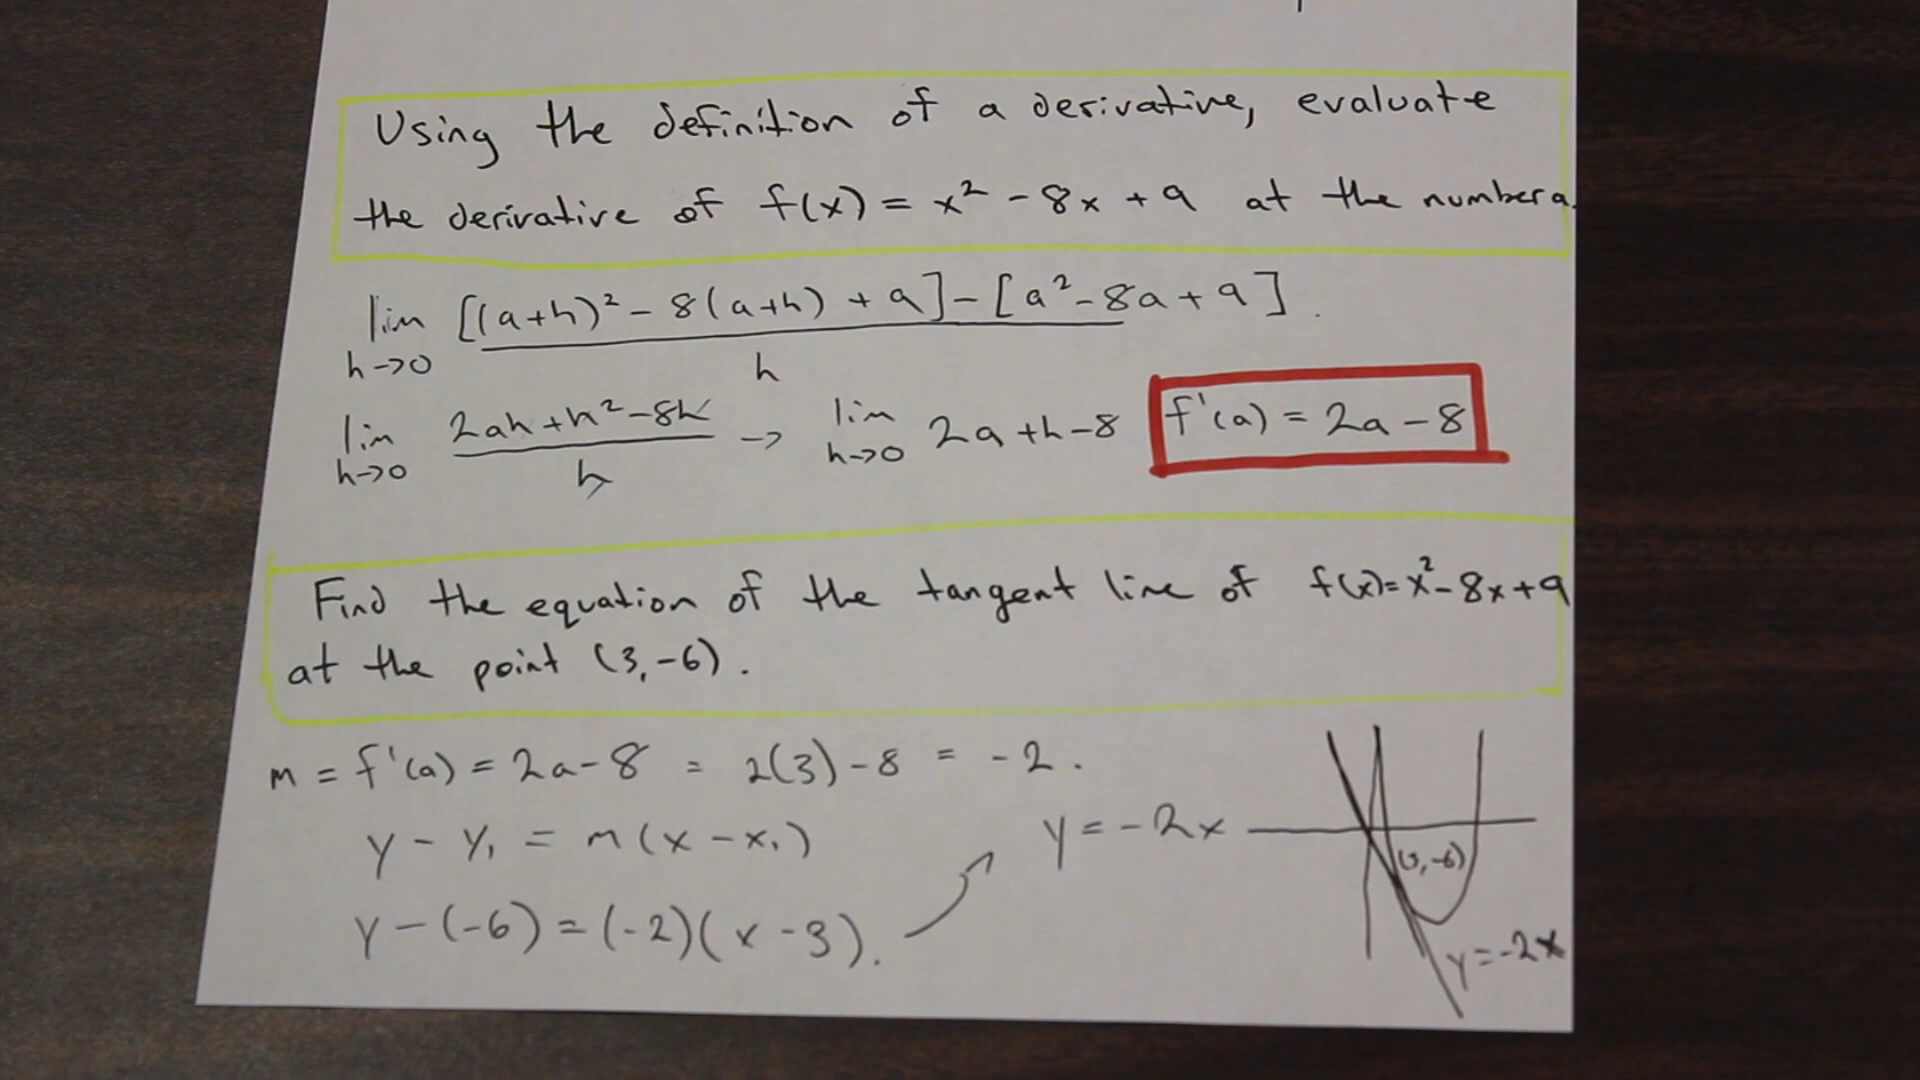 Using the definition of a derivative, evaluate
the derivative of f(x) = x² - 8x + 9 at the number a.
lim h→0 [(a+h)² - 8(a+h) + 9] - [a² - 8a + 9] / h
lim h→0 2ah + h² - 8h / h → lim h→0 2a + h - 8 f'(a) = 2a - 8
Find the equation of the tangent line of f(x) = x² - 8x + 9
at the point (3, -6).
m = f'(a) = 2a - 8 = 2(3) - 8 = -2.
y - y₁ = m(x - x₁)
y - (-6) = (-2)(x - 3).
y = -2x
(3, -6)
y = -2x